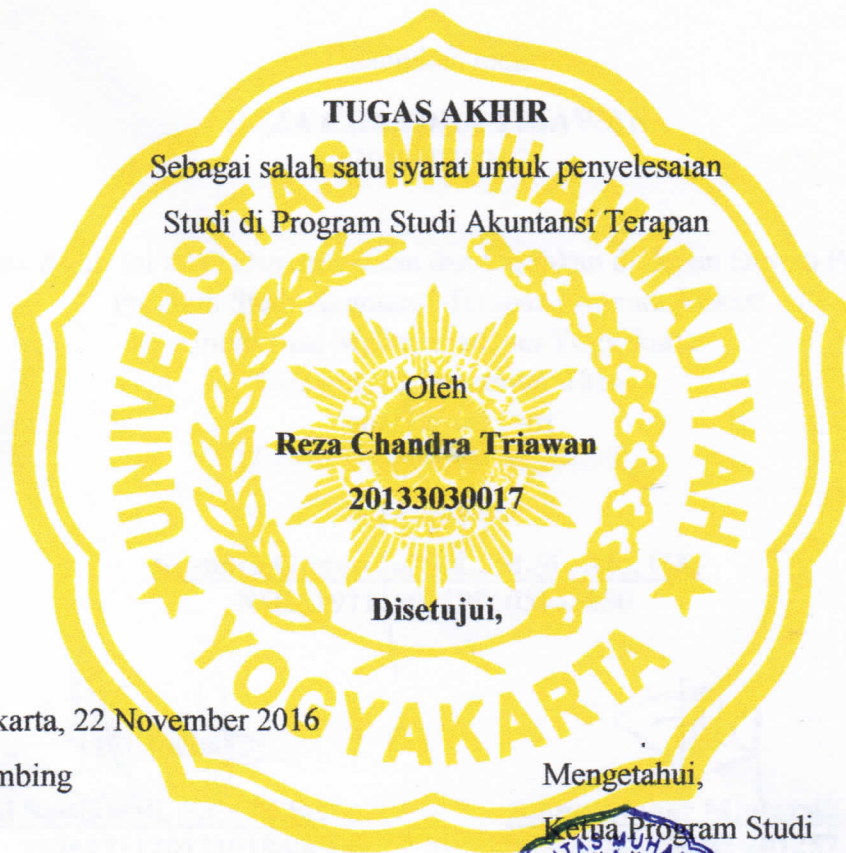 TUGAS AKHIR
Sebagai salah satu syarat untuk penyelesaian
Studi di Program Studi Akuntansi Terapan
UNIVERSITAS MUHAMMADIYAH
Oleh
Reza Chandra Triawan
20133030017
Disetujui,
YOGYAKARTA
karta, 22 November 2016
mbing
Mengetahui,
Ketua Program Studi